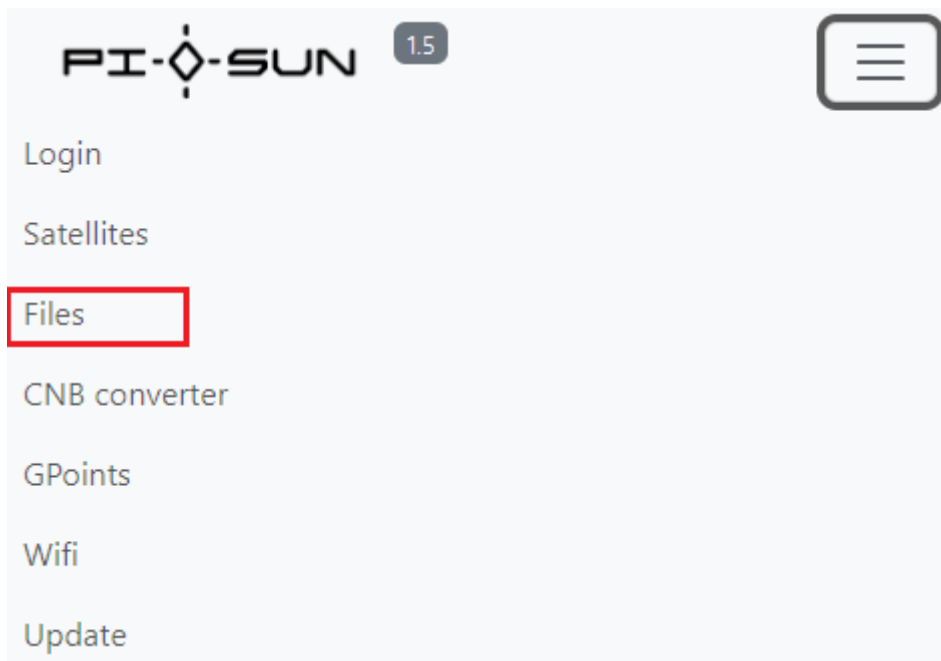 PI-SUN 1.5
Login
Satellites
Files
CNB converter
GPoints
Wifi
Update